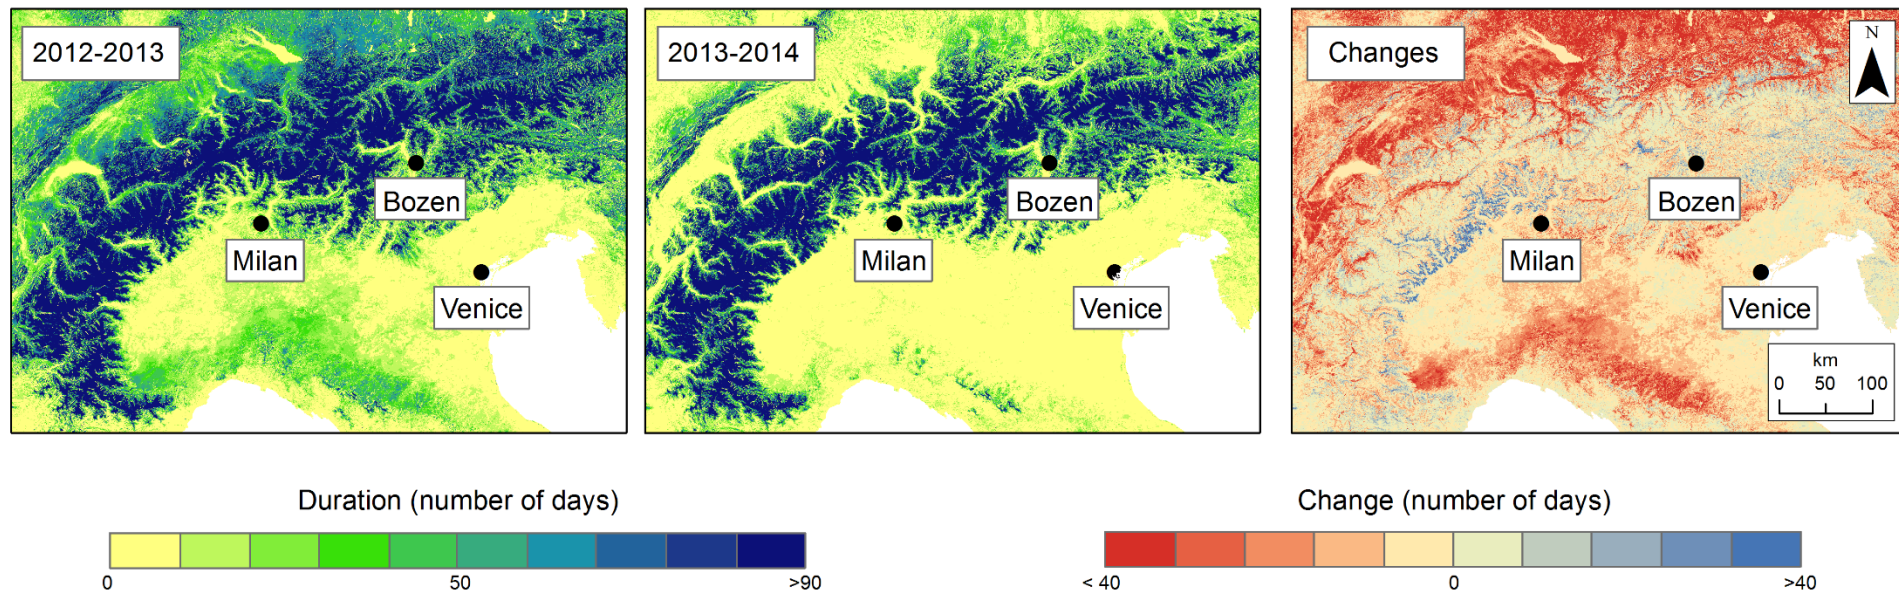 2012-2013
Bozen
Milan
Venice
2013-2014
Bozen
Milan
Venice
Changes
N
Bozen
Milan
Venice
km
0 50 100
Duration (number of days)
0 50 >90
Change (number of days)
< 40 0 >40